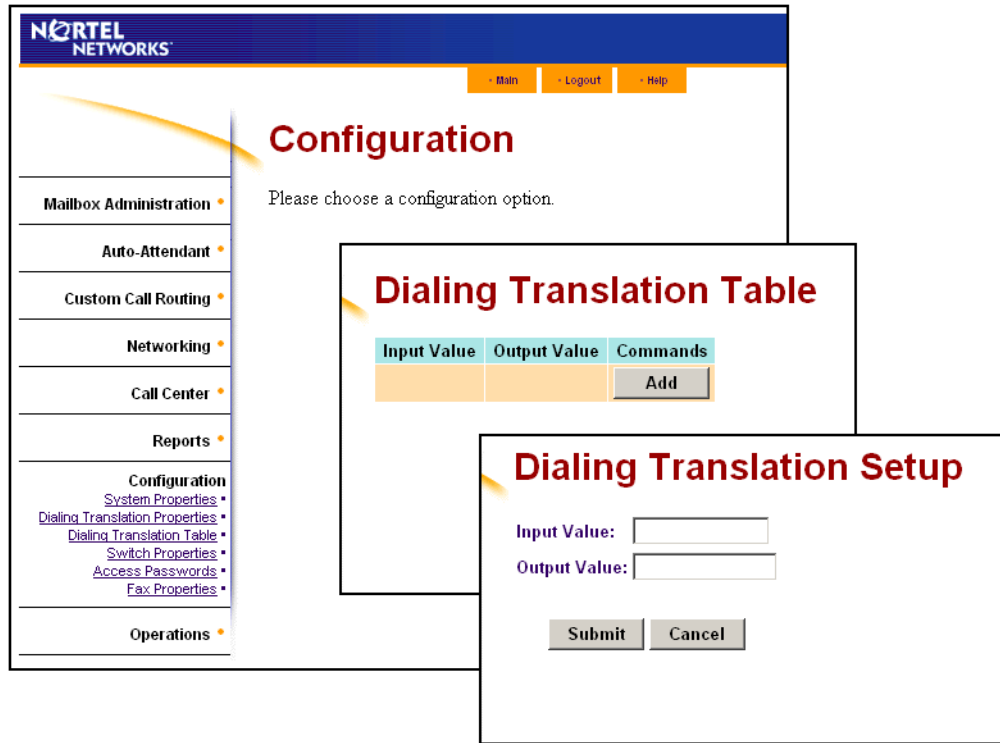 NORTEL
NETWORKS
· Main · Logout · Help
Configuration
Please choose a configuration option.
Mailbox Administration •
Auto-Attendant •
Custom Call Routing •
Networking •
Call Center •
Reports •
Configuration
System Properties •
Dialing Translation Properties •
Dialing Translation Table •
Switch Properties •
Access Passwords •
Fax Properties •
Operations •
Dialing Translation Table
Input Value Output Value Commands
Add
Dialing Translation Setup
Input Value:
Output Value:
Submit Cancel